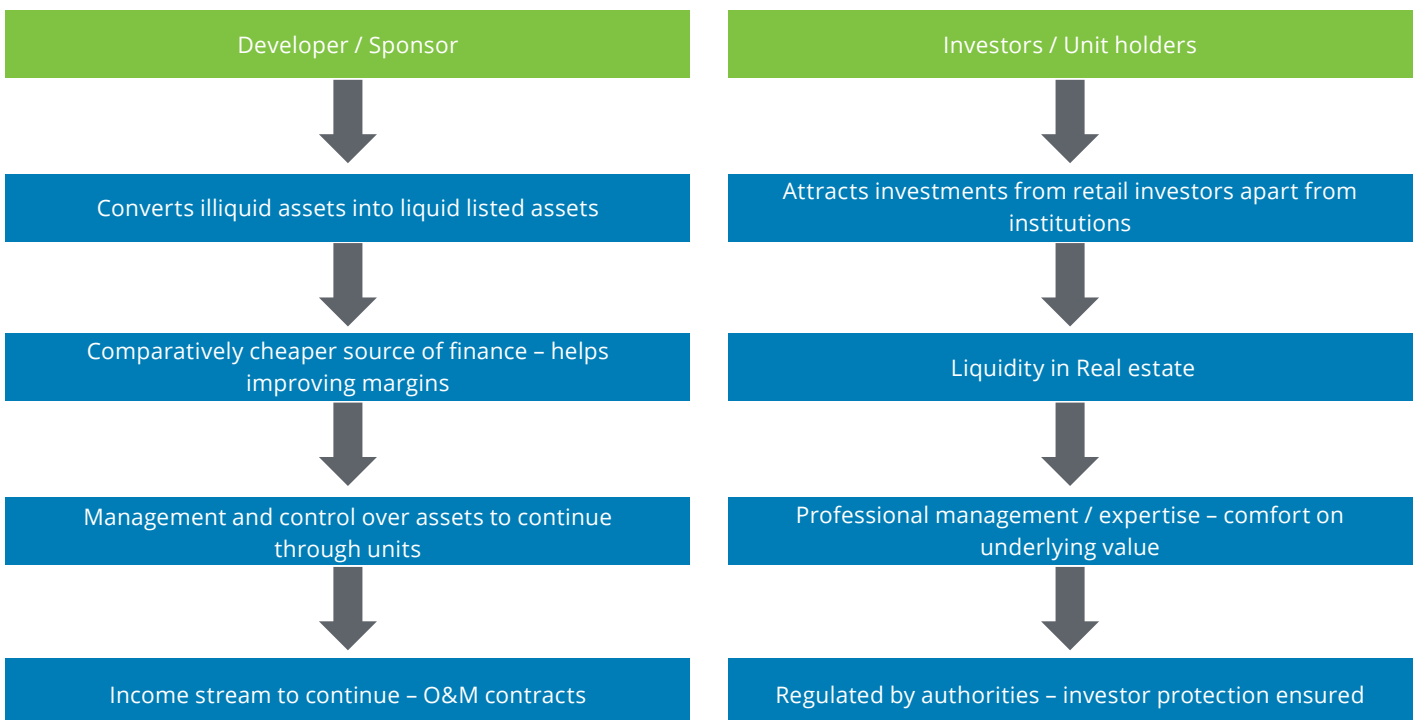 Developer / Sponsor
Converts illiquid assets into liquid listed assets
Comparatively cheaper source of finance – helps
improving margins
Management and control over assets to continue
through units
Income stream to continue – O&M contracts
Investors / Unit holders
Attracts investments from retail investors apart from
institutions
Liquidity in Real estate
Professional management / expertise – comfort on
underlying value
Regulated by authorities – investor protection ensured